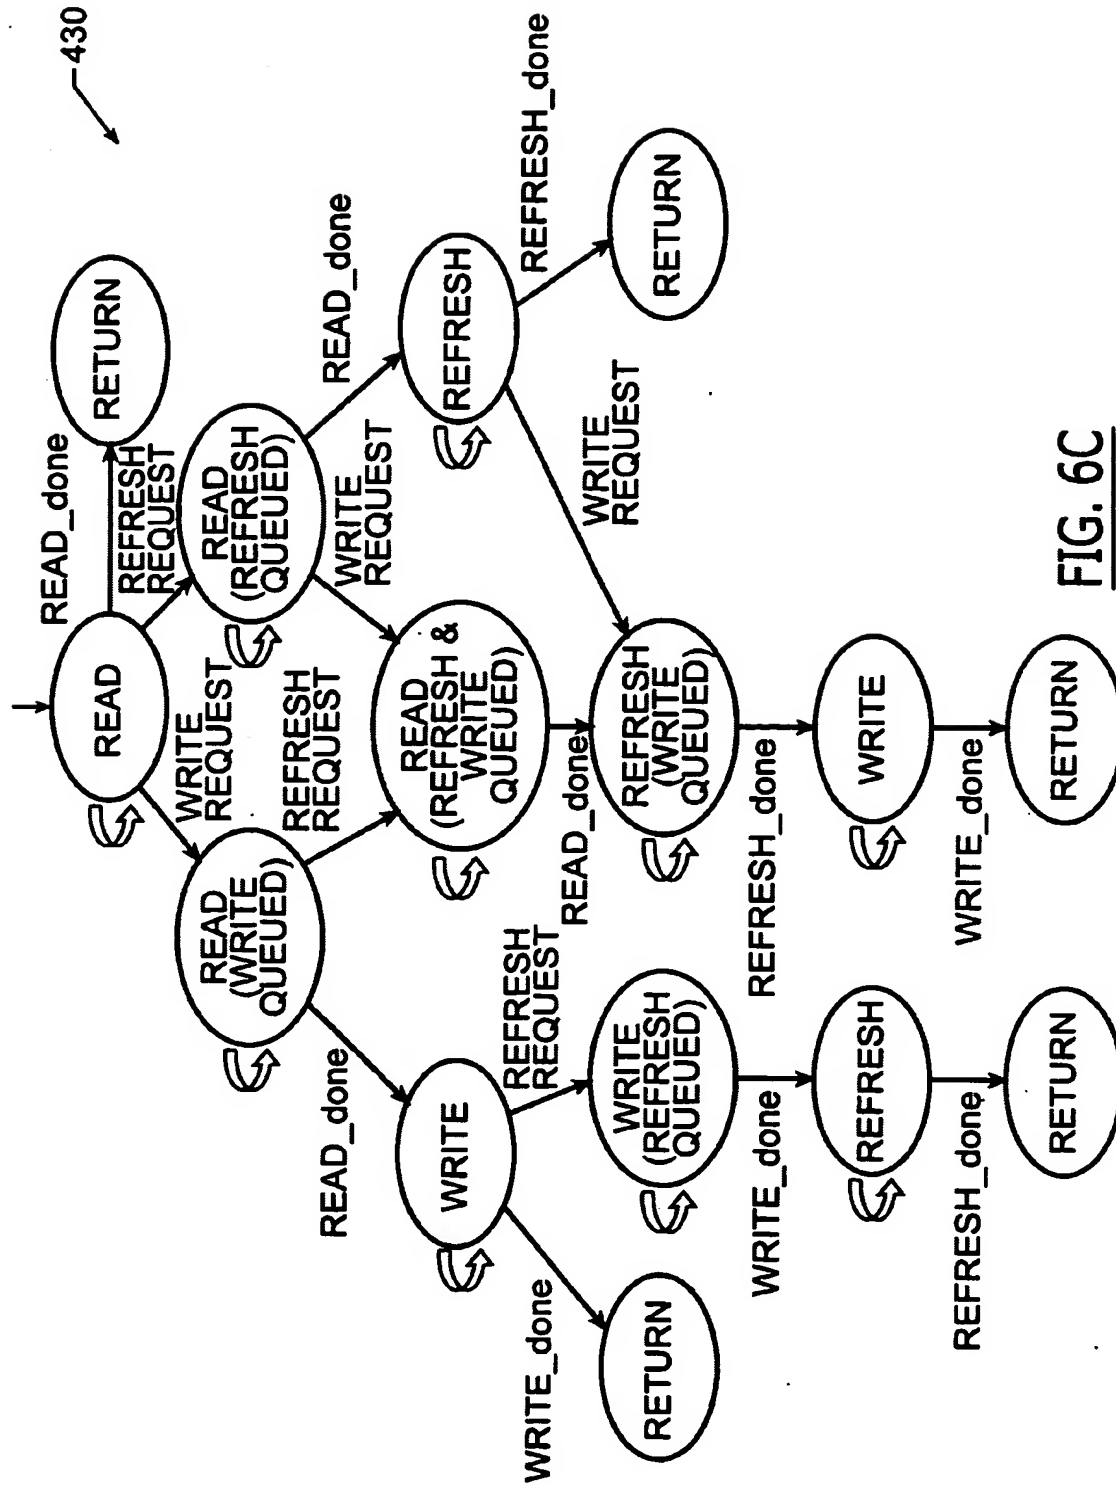 430
READ_done
READ
RETURN
WRITE
REQUEST
REFRESH
REQUEST
READ
(WRITE
QUEUED)
REFRESH
REQUEST
READ
(REFRESH
QUEUED)
WRITE
REQUEST
READ_done
READ_done
WRITE
READ
(REFRESH &
WRITE
QUEUED)
REFRESH
REFRESH_done
WRITE_done
REFRESH
REQUEST
READ_done
WRITE
REQUEST
RETURN
WRITE
(REFRESH
QUEUED)
REFRESH
(WRITE
QUEUED)
RETURN
WRITE_done
REFRESH_done
REFRESH
WRITE
REFRESH_done
WRITE_done
RETURN
RETURN
FIG. 6C